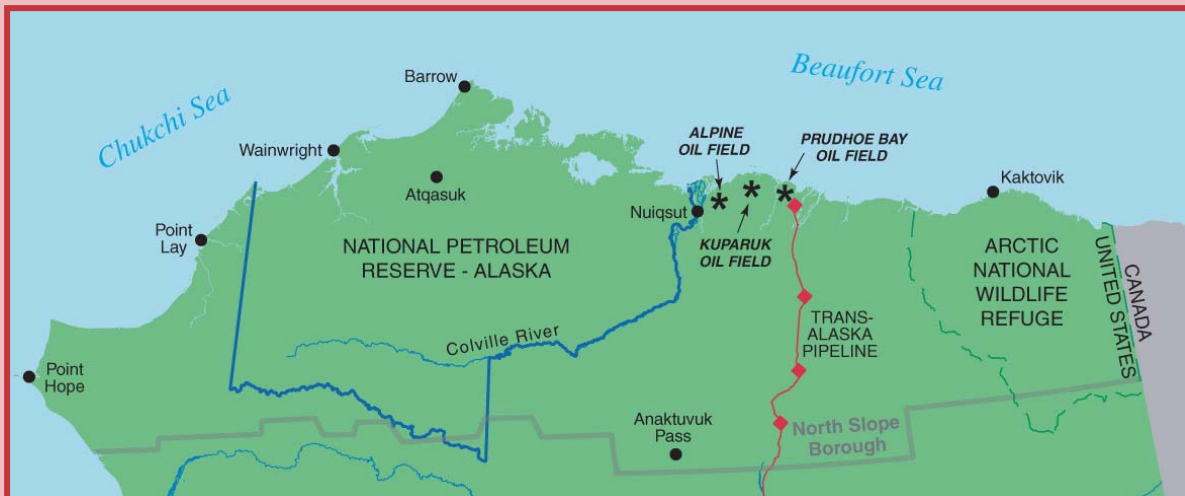 Beaufort Sea
Chukchi Sea
Barrow
ALPINE
OIL FIELD
PRUDHOE BAY
OIL FIELD
Wainwright
Atqasuk
Kaktovik
Nuiqsut
Point
Lay
KUPARUK
OIL FIELD
NATIONAL PETROLEUM
RESERVE - ALASKA
ARCTIC
NATIONAL
WILDLIFE
REFUGE
UNITED STATES
CANADA
TRANS-
ALASKA
PIPELINE
Colville River
Point
Hope
Anaktuvuk
Pass
North Slope
Borough